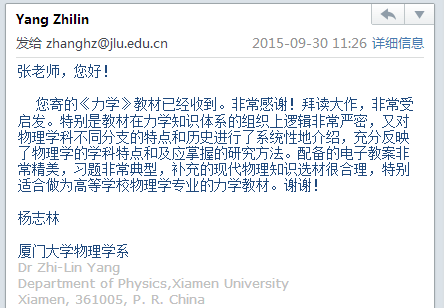 Yang Zhilin
发给 zhanghz@jlu.edu.cn
2015-09-30 11:26 详细信息
张老师，您好！
您寄的《力学》教材已经收到。非常感谢！拜读大作，非常受
启发。特别是教材在力学知识体系的组织上逻辑非常严密，又对
物理学科不同分支的特点和历史进行了系统性地介绍，充分反映
了物理学的学科特点和及应掌握的研究方法。配备的电子教案非
常精美，习题非常典型，补充的现代物理知识选材很合理，特别
适合做为高等学校物理学专业的力学教材。谢谢！
杨志林
厦门大学物理学系
Dr Zhi-Lin Yang
Department of Physics,Xiamen University
Xiamen, 361005, P. R. China